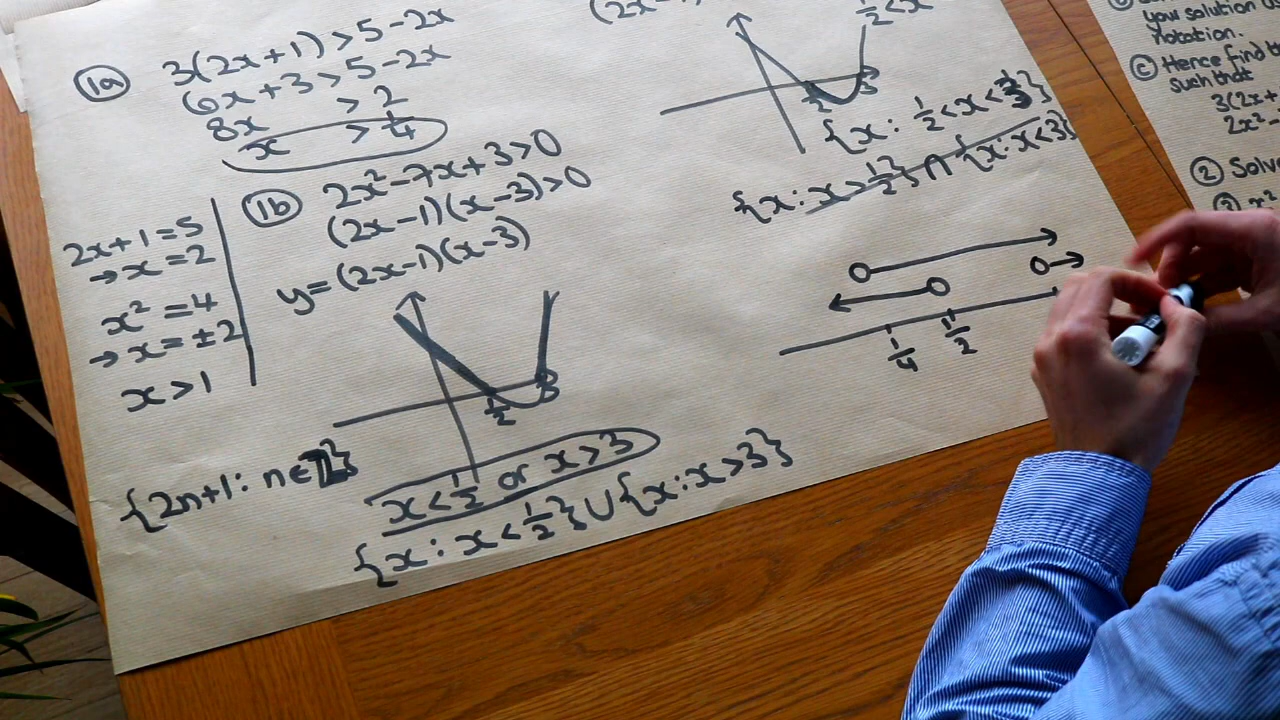 1a 3(2x+1) > 5-2x
6x+3 > 5-2x
8x > 2
x > 1/4
1b 2x²-7x+3>0
(2x-1)(x-3)>0
y=(2x-1)(x-3)
1/2 3
x<1/2 or x>3
{x: x<1/2}∪{x: x>3}
2x+1=5
→x=2
x²=4
→x=±2
x>1
{2n+1: n∈ℤ}
1/2<x
1/2 3
{x: 1/2<x<3}
{x: x>1/2}∩{x: x<3}
1/4 1/2
your solution
notation.
c Hence find
such that
3(2x+
2x²-
2 Solve